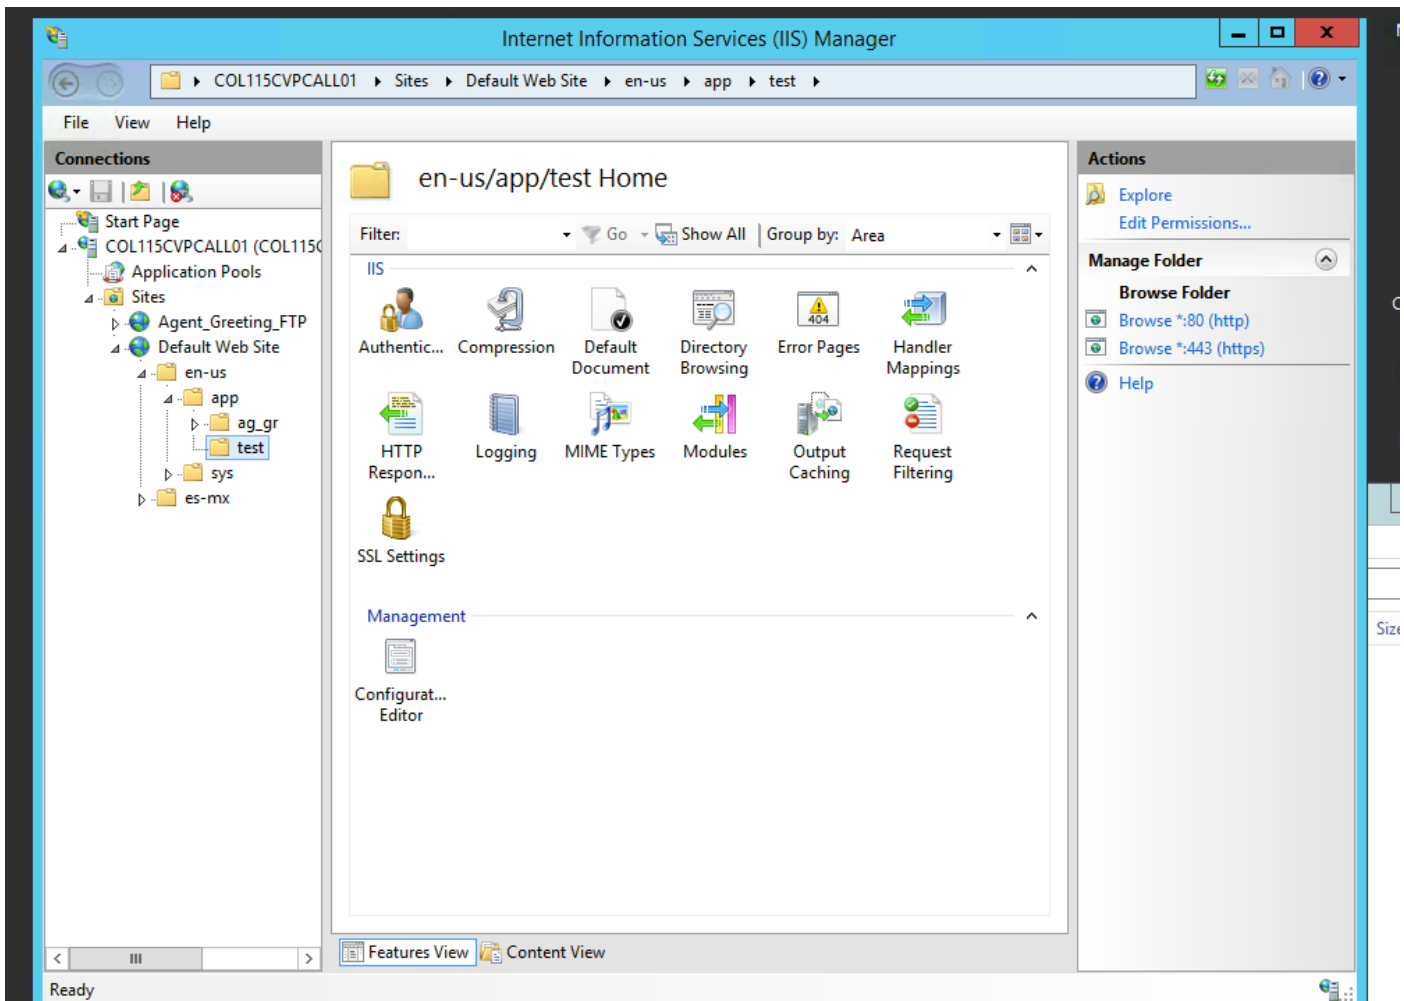 Internet Information Services (IIS) Manager
COL115CVPCALL01 Sites Default Web Site en-us app test
File View Help
Connections
Start Page
COL115CVPCALL01 (COL115C
Application Pools
Sites
Agent_Greeting_FTP
Default Web Site
en-us
app
ag_gr
test
sys
es-mx
en-us/app/test Home
Filter: Go Show All Group by: Area
IIS
Authentic... Compression Default Document Directory Browsing Error Pages Handler Mappings
404
HTTP Respon... Logging MIME Types Modules Output Caching Request Filtering
SSL Settings
Management
Configurat... Editor
Features View Content View
Actions
Explore
Edit Permissions...
Manage Folder
Browse Folder
Browse *:80 (http)
Browse *:443 (https)
Help
Size
Ready